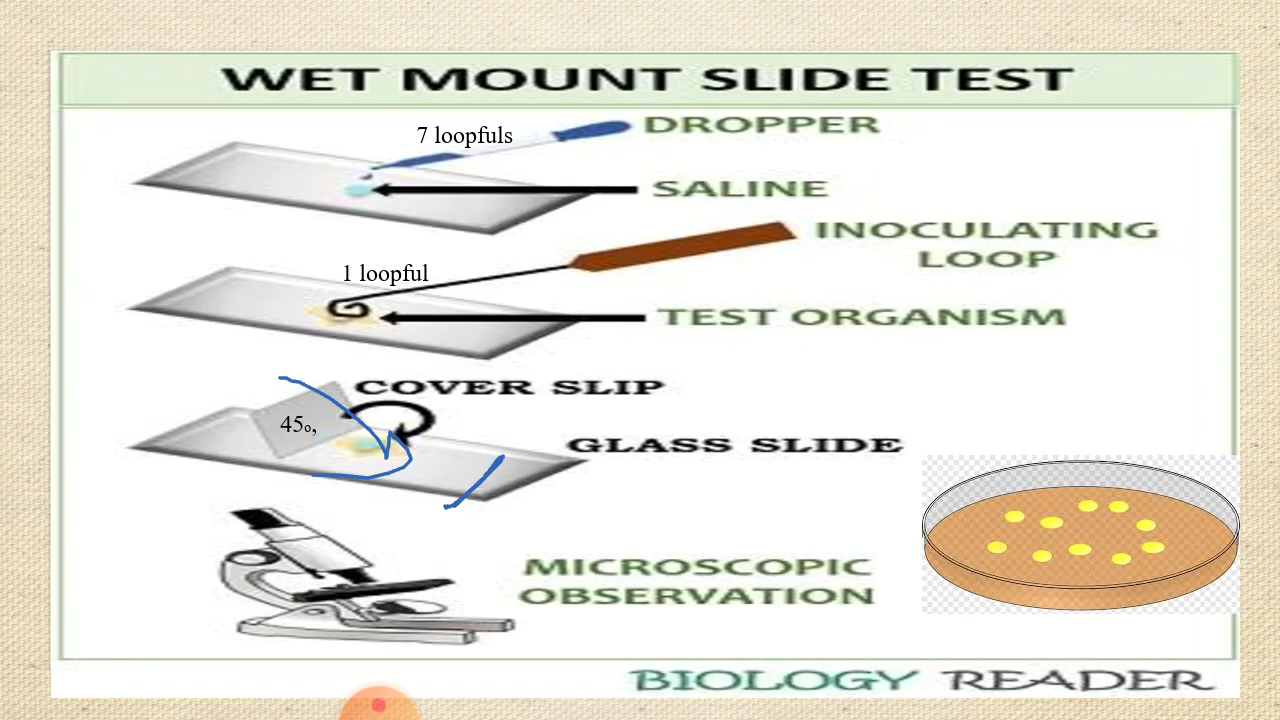 WET MOUNT SLIDE TEST
7 loopfuls
DROPPER
SALINE
INOCULATING
LOOP
1 loopful
TEST ORGANISM
COVER SLIP
45o,
GLASS SLIDE
MICROSCOPIC
OBSERVATION
BIOLOGY READER